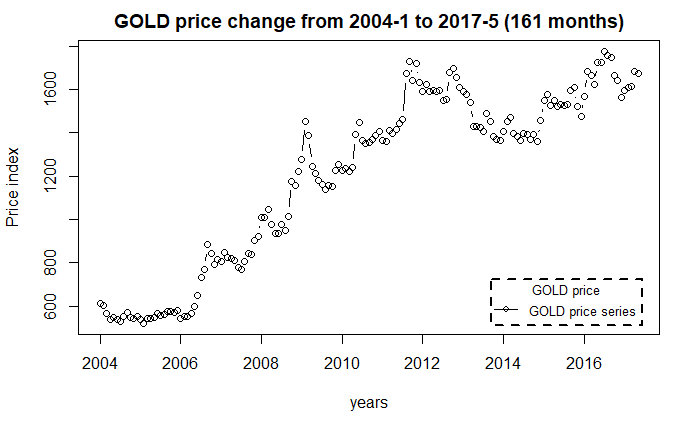 GOLD price change from 2004-1 to 2017-5 (161 months)
Price index
1600
1200
800
600
GOLD price
GOLD price series
2004 2006 2008 2010 2012 2014 2016
years